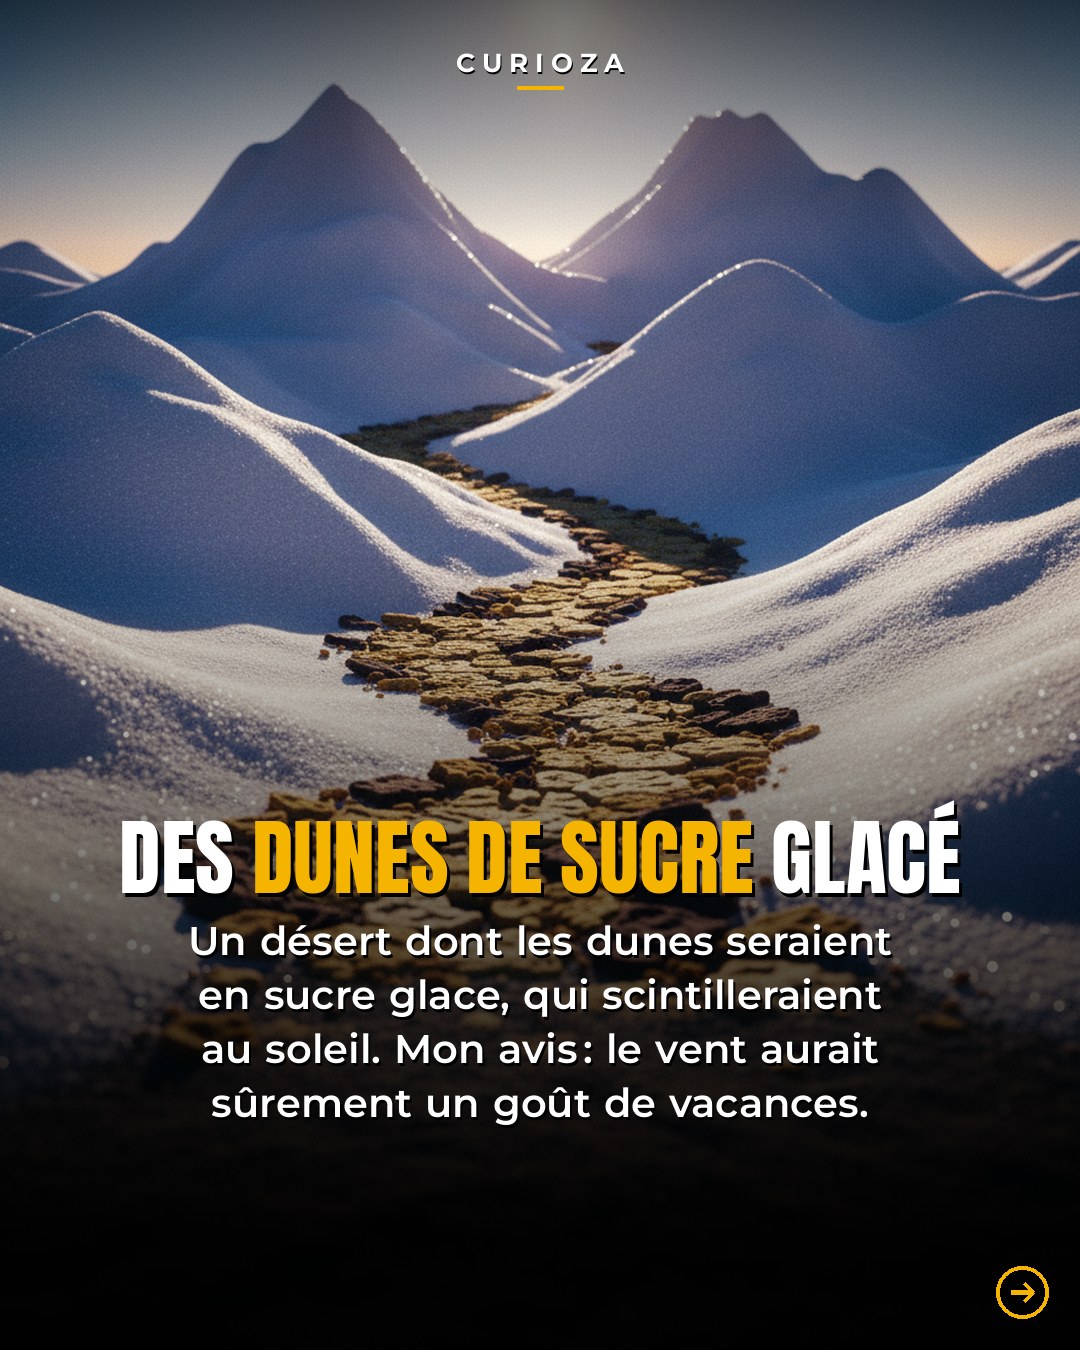 CURIOZA
DES DUNES DE SUCRE GLACÉ
Un désert dont les dunes seraient
en sucre glace, qui scintilleraient
au soleil. Mon avis: le vent aurait
sûrement un goût de vacances.